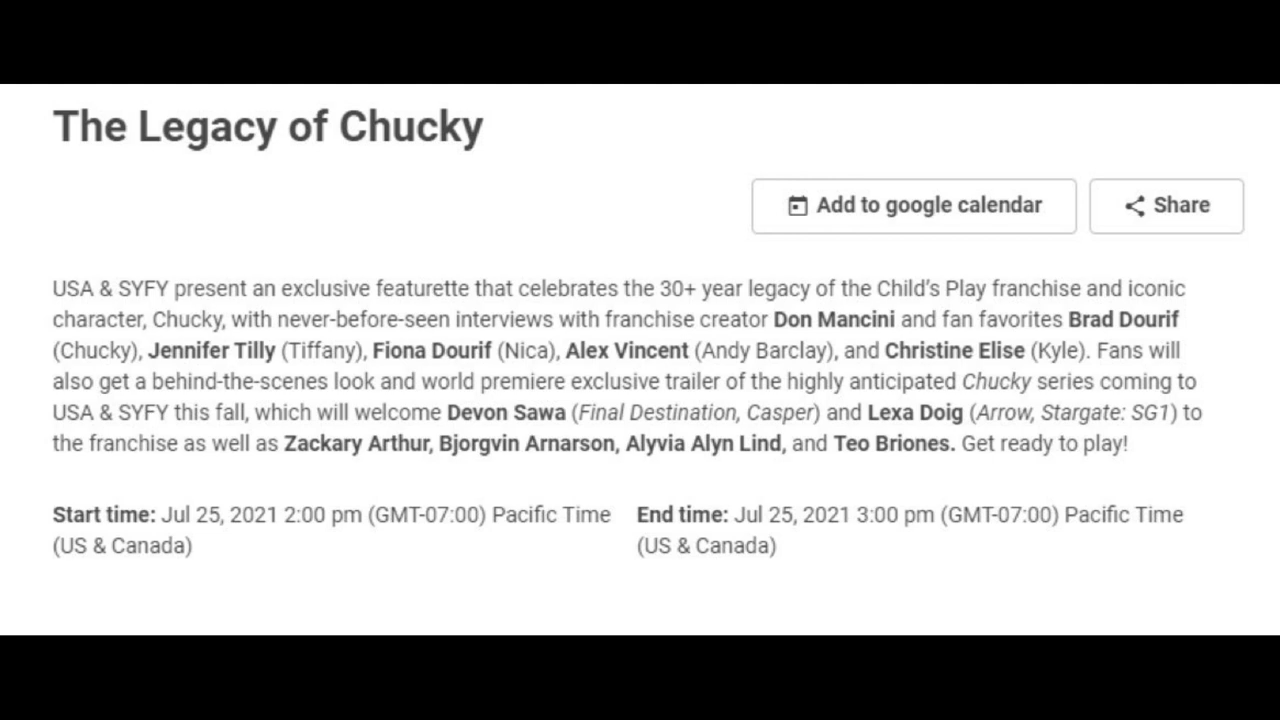 The Legacy of Chucky
Add to google calendar
Share
USA & SYFY present an exclusive featurette that celebrates the 30+ year legacy of the Child’s Play franchise and iconic
character, Chucky, with never-before-seen interviews with franchise creator Don Mancini and fan favorites Brad Dourif
(Chucky), Jennifer Tilly (Tiffany), Fiona Dourif (Nica), Alex Vincent (Andy Barclay), and Christine Elise (Kyle). Fans will
also get a behind-the-scenes look and world premiere exclusive trailer of the highly anticipated Chucky series coming to
USA & SYFY this fall, which will welcome Devon Sawa (Final Destination, Casper) and Lexa Doig (Arrow, Stargate: SG1) to
the franchise as well as Zackary Arthur, Bjorgvin Arnarson, Alyvia Alyn Lind, and Teo Briones. Get ready to play!
Start time: Jul 25, 2021 2:00 pm (GMT-07:00) Pacific Time
(US & Canada)
End time: Jul 25, 2021 3:00 pm (GMT-07:00) Pacific Time
(US & Canada)